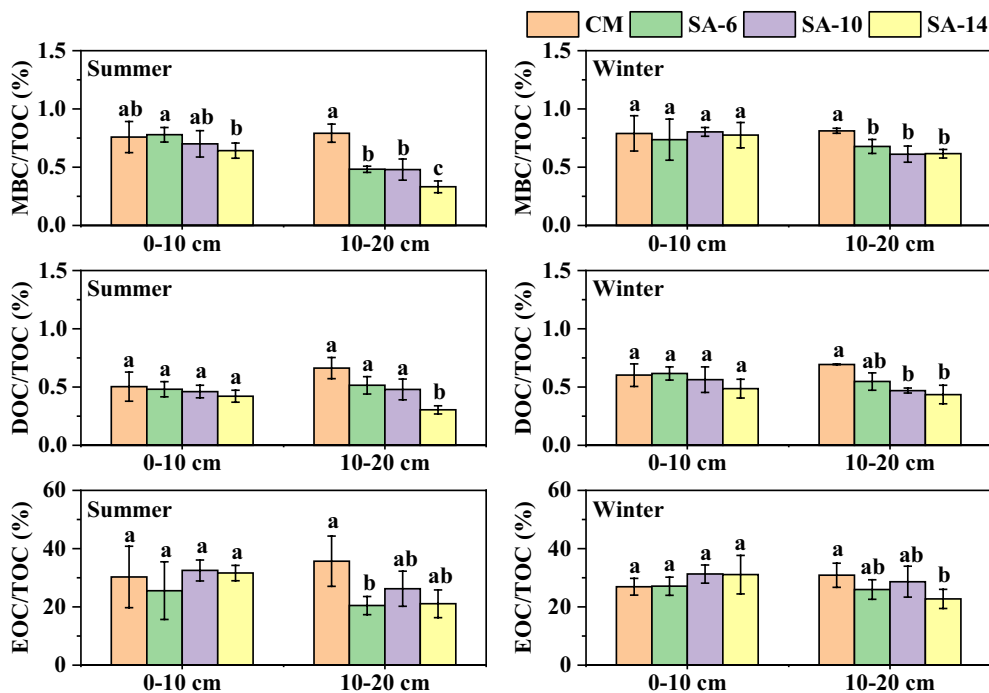 CM SA-6 SA-10 SA-14
MBC/TOC (%)
1.5
1.0
0.5
0.0
Summer
ab a ab b
a b b c
0-10 cm 10-20 cm
MBC/TOC (%)
1.5
1.0
0.5
0.0
Winter
a a a a
a b b b
0-10 cm 10-20 cm
DOC/TOC (%)
1.5
1.0
0.5
0.0
Summer
a a a a
a a a b
0-10 cm 10-20 cm
DOC/TOC (%)
1.5
1.0
0.5
0.0
Winter
a a a a
a ab b b
0-10 cm 10-20 cm
EOC/TOC (%)
60
40
20
0
Summer
a a a a
a b ab ab
0-10 cm 10-20 cm
EOC/TOC (%)
60
40
20
0
Winter
a a a a
a ab ab b
0-10 cm 10-20 cm